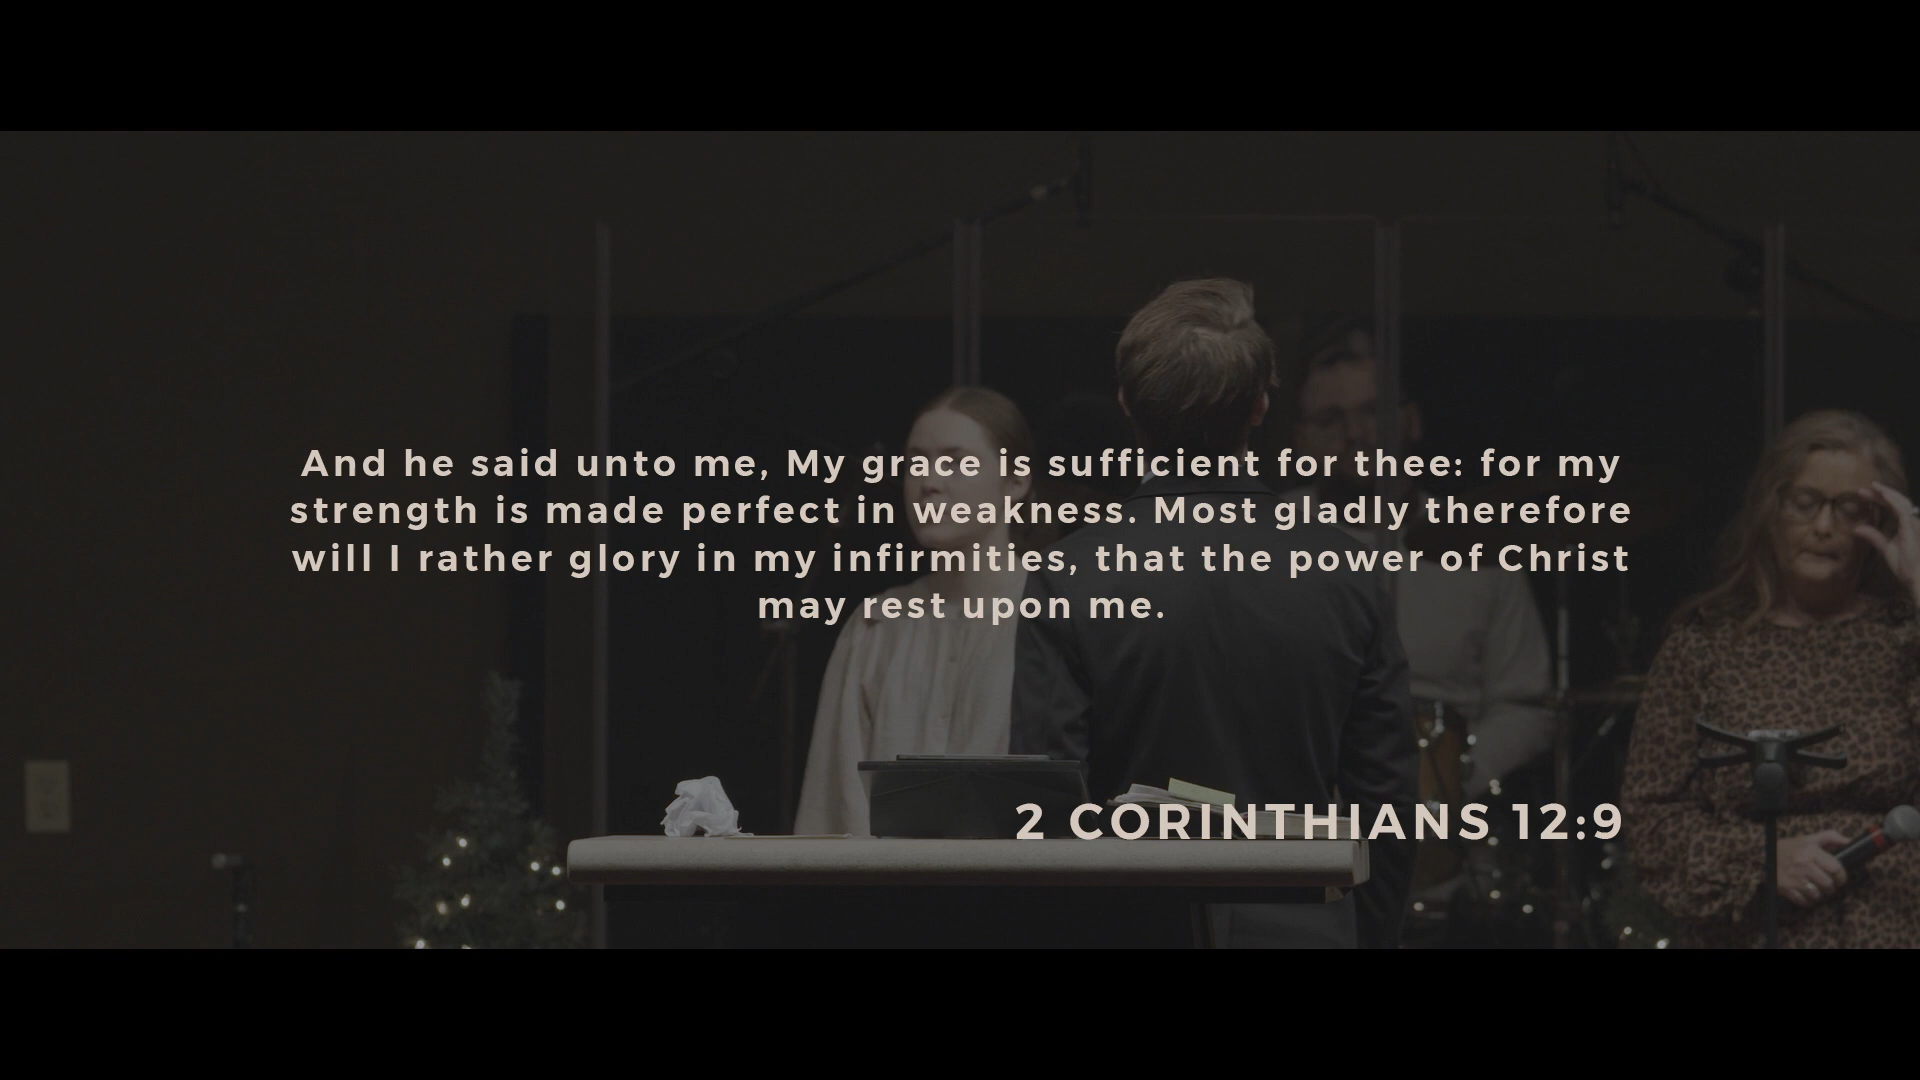 And he said unto me, My grace is sufficient for thee: for my
strength is made perfect in weakness. Most gladly therefore
will I rather glory in my infirmities, that the power of Christ
may rest upon me.
2 CORINTHIANS 12:9